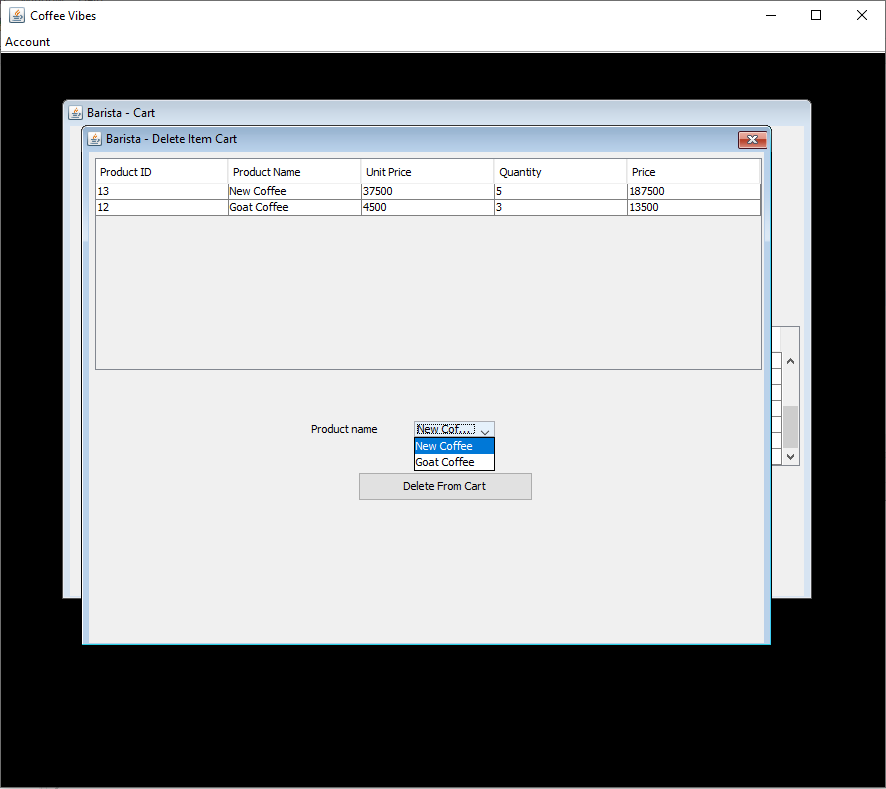 Coffee Vibes
Account
Barista - Cart
Barista - Delete Item Cart
Product ID Product Name Unit Price Quantity Price
13 New Coffee 37500 5 187500
12 Goat Coffee 4500 3 13500
Product name New Cof...
New Coffee
Goat Coffee
Delete From Cart